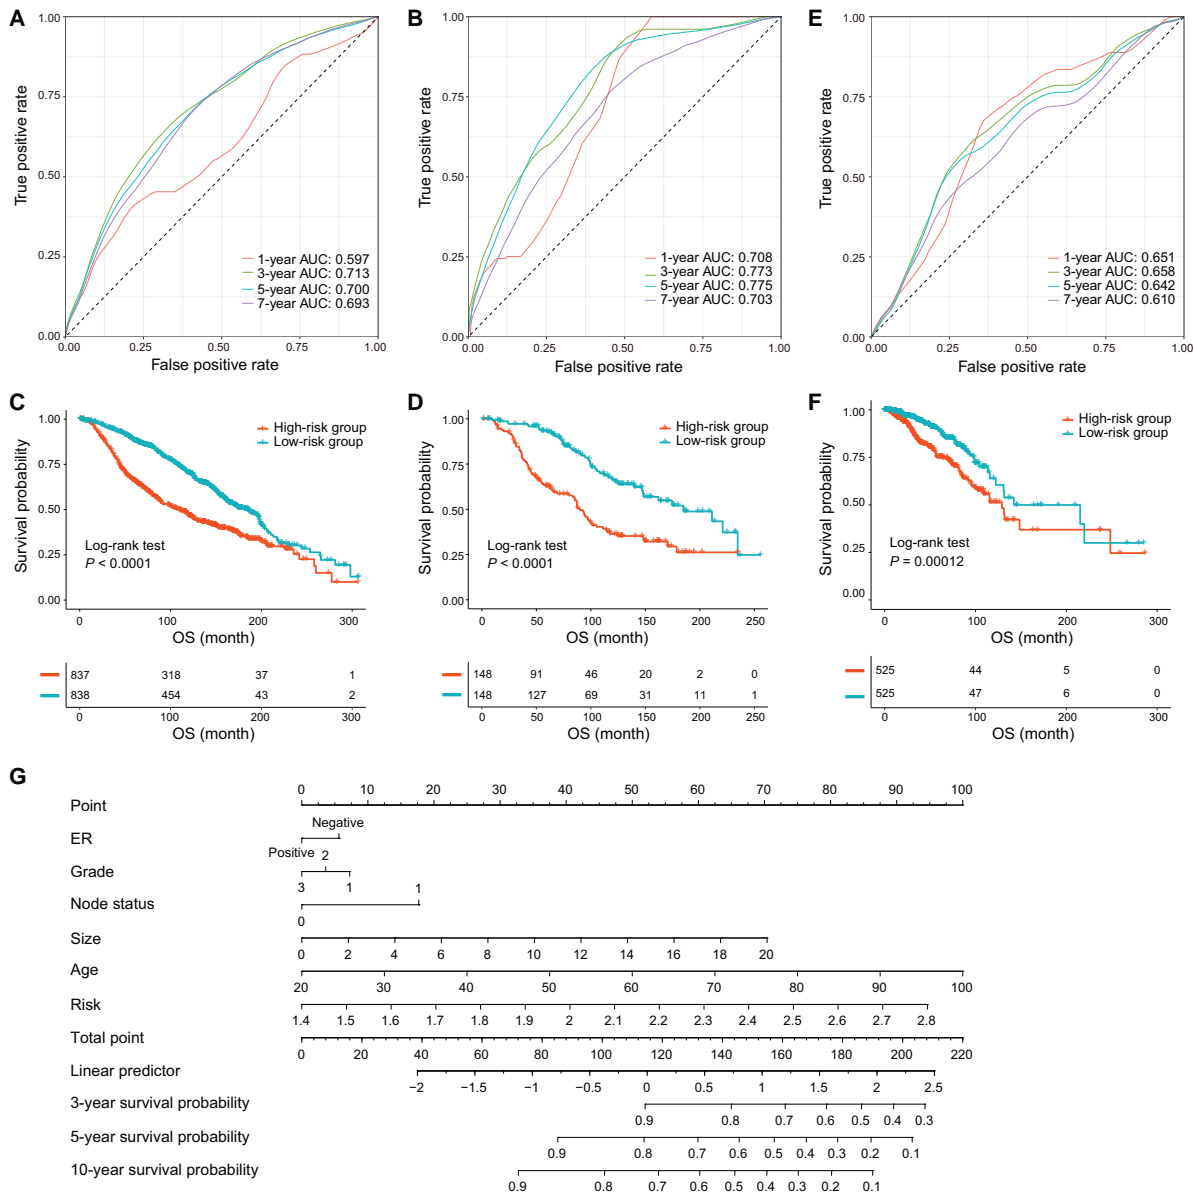 A
1.00
0.75
0.50
0.25
0.00
True positive rate
1-year AUC: 0.597
3-year AUC: 0.713
5-year AUC: 0.700
7-year AUC: 0.693
0.00 0.25 0.50 0.75 1.00
False positive rate
B
1.00
0.75
0.50
0.25
0.00
True positive rate
1-year AUC: 0.708
3-year AUC: 0.773
5-year AUC: 0.775
7-year AUC: 0.703
0.00 0.25 0.50 0.75 1.00
False positive rate
E
1.00
0.75
0.50
0.25
0.00
True positive rate
1-year AUC: 0.651
3-year AUC: 0.658
5-year AUC: 0.642
7-year AUC: 0.610
0.00 0.25 0.50 0.75 1.00
False positive rate
C
1.00
0.75
0.50
0.25
0.00
Survival probability
High-risk group
Low-risk group
Log-rank test
P < 0.0001
0 100 200 300
OS (month)
837 318 37 1
838 454 43 2
0 100 200 300
OS (month)
D
1.00
0.75
0.50
0.25
0.00
Survival probability
High-risk group
Low-risk group
Log-rank test
P < 0.0001
0 50 100 150 200 250
OS (month)
148 91 46 20 2 0
148 127 69 31 11 1
0 50 100 150 200 250
OS (month)
F
1.00
0.75
0.50
0.25
0.00
Survival probability
High-risk group
Low-risk group
Log-rank test
P = 0.00012
0 100 200 300
OS (month)
525 44 5 0
525 47 6 0
0 100 200 300
OS (month)
G
0 10 20 30 40 50 60 70 80 90 100
Point
Negative
ER
Positive 2
Grade
3 1 1
Node status
0
Size
0 2 4 6 8 10 12 14 16 18 20
Age
20 30 40 50 60 70 80 90 100
Risk
1.4 1.5 1.6 1.7 1.8 1.9 2 2.1 2.2 2.3 2.4 2.5 2.6 2.7 2.8
Total point
0 20 40 60 80 100 120 140 160 180 200 220
Linear predictor
−2 −1.5 −1 −0.5 0 0.5 1 1.5 2 2.5
3-year survival probability
0.9 0.8 0.7 0.6 0.5 0.4 0.3
5-year survival probability
0.9 0.8 0.7 0.6 0.5 0.4 0.3 0.2 0.1
10-year survival probability
0.9 0.8 0.7 0.6 0.5 0.4 0.3 0.2 0.1